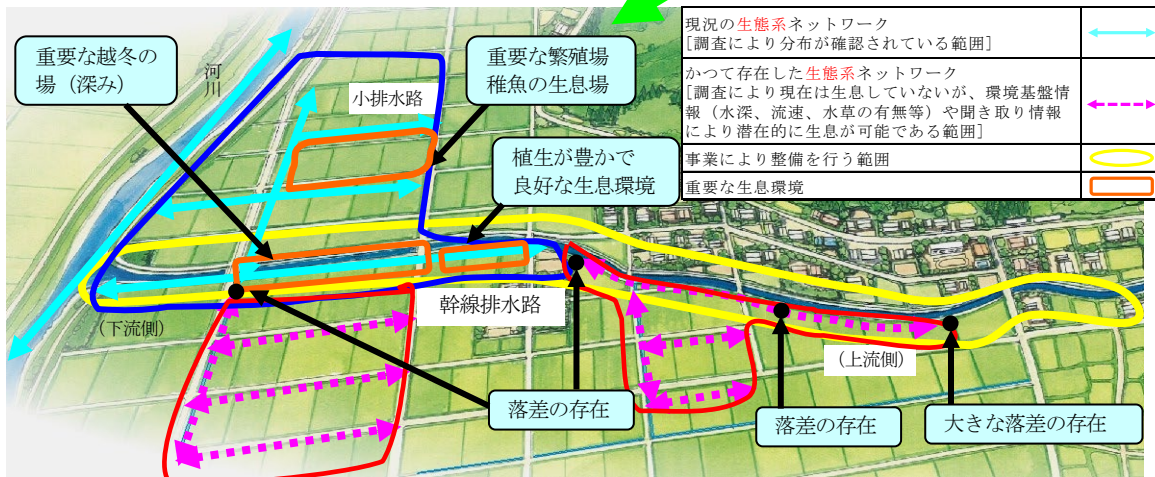 現況の生態系ネットワーク
[調査により分布が確認されている範囲]
かつて存在した生態系ネットワーク
[調査により現在は生息していないが、環境基盤情
報（水深、流速、水草の有無等）や聞き取り情報
により潜在的に生息が可能である範囲]
事業により整備を行う範囲
重要な生息環境
重要な越冬の
場（深み）
河川
小排水路
重要な繁殖場
稚魚の生息場
植生が豊かで
良好な生息環境
幹線排水路
（下流側）
（上流側）
落差の存在
落差の存在
大きな落差の存在